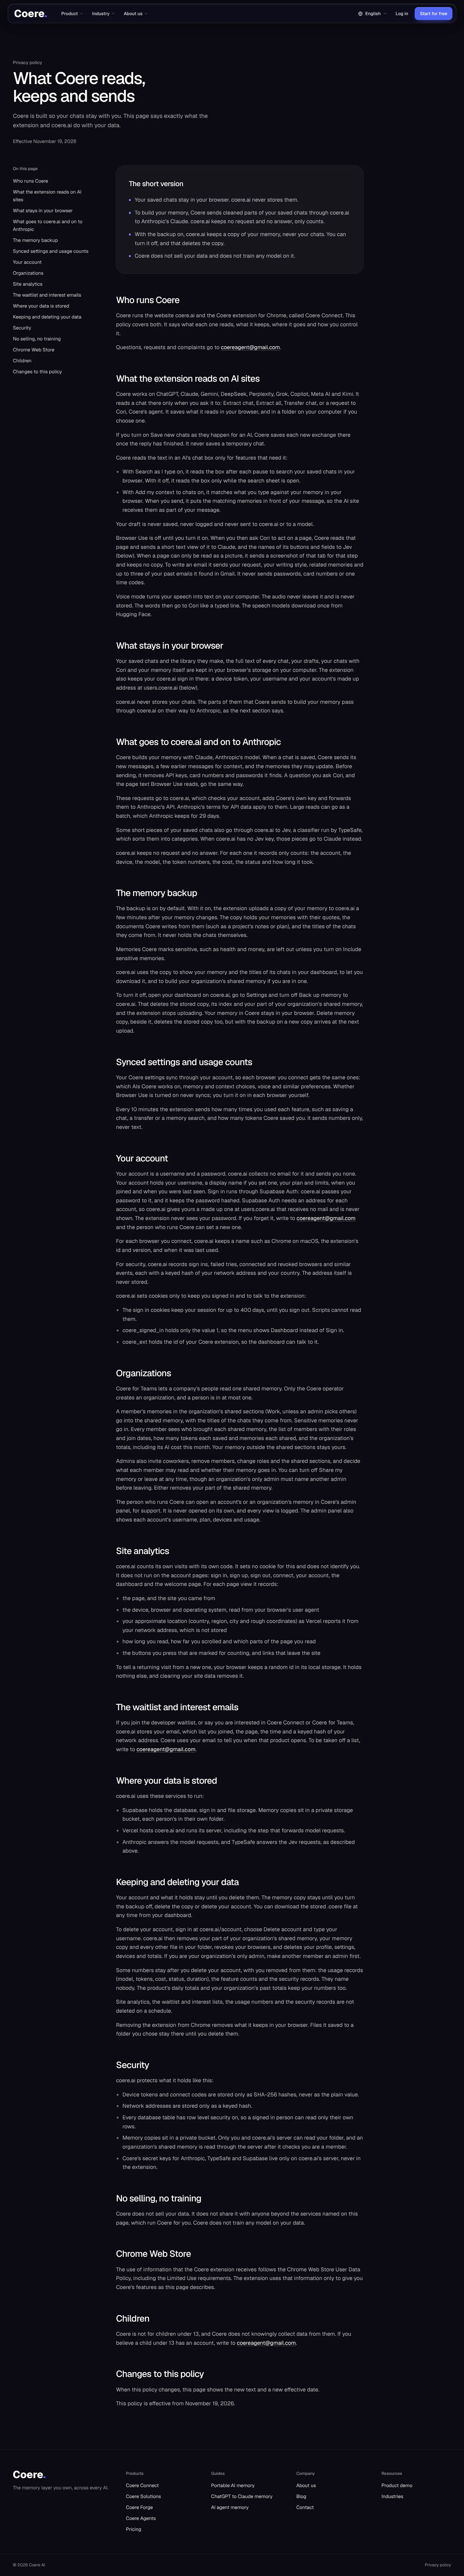 Coere.
Product
Industry
About us
English
Log in
Start for free
Privacy policy
What Coere reads,
keeps and sends
Coere is built so your chats stay with you. This page says exactly what the
extension and coere.ai do with your data.
Effective November 19, 2026
On this page
Who runs Coere
What the extension reads on AI
sites
What stays in your browser
What goes to coere.ai and on to
Anthropic
The memory backup
Synced settings and usage counts
Your account
Organizations
Site analytics
The waitlist and interest emails
Where your data is stored
Keeping and deleting your data
Security
No selling, no training
Chrome Web Store
Children
Changes to this policy
The short version
Your saved chats stay in your browser. coere.ai never stores them.
To build your memory, Coere sends cleaned parts of your saved chats through coere.ai
to Anthropic's Claude. coere.ai keeps no request and no answer, only counts.
With the backup on, coere.ai keeps a copy of your memory, never your chats. You can
turn it off, and that deletes the copy.
Coere does not sell your data and does not train any model on it.
Who runs Coere
Coere runs the website coere.ai and the Coere extension for Chrome, called Coere Connect. This
policy covers both. It says what each one reads, what it keeps, where it goes and how you control
it.
Questions, requests and complaints go to coereagent@gmail.com.
What the extension reads on AI sites
Coere works on ChatGPT, Claude, Gemini, DeepSeek, Perplexity, Grok, Copilot, Meta AI and Kimi. It
reads a chat there only when you ask it to: Extract chat, Extract all, Transfer chat, or a request to
Cori, Coere's agent. It saves what it reads in your browser, and in a folder on your computer if you
choose one.
If you turn on Save new chats as they happen for an AI, Coere saves each new exchange there
once the reply has finished. It never saves a temporary chat.
Coere reads the text in an AI's chat box only for features that need it:
With Search as I type on, it reads the box after each pause to search your saved chats in your
browser. With it off, it reads the box only while the search sheet is open.
With Add my context to chats on, it matches what you type against your memory in your
browser. When you send, it puts the matching memories in front of your message, so the AI site
receives them as part of your message.
Your draft is never saved, never logged and never sent to coere.ai or to a model.
Browser Use is off until you turn it on. When you then ask Cori to act on a page, Coere reads that
page and sends a short text view of it to Claude, and the names of its buttons and fields to Jev
(below). When a page can only be read as a picture, it sends a screenshot of that tab for that step
and keeps no copy. To write an email it sends your request, your writing style, related memories and
up to three of your past emails it found in Gmail. It never sends passwords, card numbers or one
time codes.
Voice mode turns your speech into text on your computer. The audio never leaves it and is never
stored. The words then go to Cori like a typed line. The speech models download once from
Hugging Face.
What stays in your browser
Your saved chats and the library they make, the full text of every chat, your drafts, your chats with
Cori and your memory itself are kept in your browser's storage on your computer. The extension
also keeps your coere.ai sign in there: a device token, your username and your account's made up
address at users.coere.ai (below).
coere.ai never stores your chats. The parts of them that Coere sends to build your memory pass
through coere.ai on their way to Anthropic, as the next section says.
What goes to coere.ai and on to Anthropic
Coere builds your memory with Claude, Anthropic's model. When a chat is saved, Coere sends its
new messages, a few earlier messages for context, and the memories they may update. Before
sending, it removes API keys, card numbers and passwords it finds. A question you ask Cori, and
the page text Browser Use reads, go the same way.
These requests go to coere.ai, which checks your account, adds Coere's own key and forwards
them to Anthropic's API. Anthropic's terms for API data apply to them. Large reads can go as a
batch, which Anthropic keeps for 29 days.
Some short pieces of your saved chats also go through coere.ai to Jev, a classifier run by TypeSafe,
which sorts them into categories. When coere.ai has no Jev key, those pieces go to Claude instead.
coere.ai keeps no request and no answer. For each one it records only counts: the account, the
device, the model, the token numbers, the cost, the status and how long it took.
The memory backup
The backup is on by default. With it on, the extension uploads a copy of your memory to coere.ai a
few minutes after your memory changes. The copy holds your memories with their quotes, the
documents Coere writes from them (such as a project's notes or plan), and the titles of the chats
they come from. It never holds the chats themselves.
Memories Coere marks sensitive, such as health and money, are left out unless you turn on Include
sensitive memories.
coere.ai uses the copy to show your memory and the titles of its chats in your dashboard, to let you
download it, and to build your organization's shared memory if you are in one.
To turn it off, open your dashboard on coere.ai, go to Settings and turn off Back up memory to
coere.ai. That deletes the stored copy, its index and your part of your organization's shared memory,
and the extension stops uploading. Your memory in Coere stays in your browser. Delete memory
copy, beside it, deletes the stored copy too, but with the backup on a new copy arrives at the next
upload.
Synced settings and usage counts
Your Coere settings sync through your account, so each browser you connect gets the same ones:
which AIs Coere works on, memory and context choices, voice and similar preferences. Whether
Browser Use is turned on never syncs; you turn it on in each browser yourself.
Every 10 minutes the extension sends how many times you used each feature, such as saving a
chat, a transfer or a memory search, and how many tokens Coere saved you. It sends numbers only,
never text.
Your account
Your account is a username and a password. coere.ai collects no email for it and sends you none.
Your account holds your username, a display name if you set one, your plan and limits, when you
joined and when you were last seen. Sign in runs through Supabase Auth: coere.ai passes your
password to it, and it keeps the password hashed. Supabase Auth needs an address for each
account, so coere.ai gives yours a made up one at users.coere.ai that receives no mail and is never
shown. The extension never sees your password. If you forget it, write to coereagent@gmail.com
and the person who runs Coere can set a new one.
For each browser you connect, coere.ai keeps a name such as Chrome on macOS, the extension's
id and version, and when it was last used.
For security, coere.ai records sign ins, failed tries, connected and revoked browsers and similar
events, each with a keyed hash of your network address and your country. The address itself is
never stored.
coere.ai sets cookies only to keep you signed in and to talk to the extension:
The sign in cookies keep your session for up to 400 days, until you sign out. Scripts cannot read
them.
coere_signed_in holds only the value 1, so the menu shows Dashboard instead of Sign in.
coere_ext holds the id of your Coere extension, so the dashboard can talk to it.
Organizations
Coere for Teams lets a company's people read one shared memory. Only the Coere operator
creates an organization, and a person is in at most one.
A member's memories in the organization's shared sections (Work, unless an admin picks others)
go into the shared memory, with the titles of the chats they come from. Sensitive memories never
go in. Every member sees who brought each shared memory, the list of members with their roles
and join dates, how many tokens each saved and memories each shared, and the organization's
totals, including its AI cost this month. Your memory outside the shared sections stays yours.
Admins also invite coworkers, remove members, change roles and the shared sections, and decide
what each member may read and whether their memory goes in. You can turn off Share my
memory or leave at any time, though an organization's only admin must name another admin
before leaving. Either removes your part of the shared memory.
The person who runs Coere can open an account's or an organization's memory in Coere's admin
panel, for support. It is never opened on its own, and every view is logged. The admin panel also
shows each account's username, plan, devices and usage.
Site analytics
coere.ai counts its own visits with its own code. It sets no cookie for this and does not identify you.
It does not run on the account pages: sign in, sign up, sign out, connect, your account, the
dashboard and the welcome page. For each page view it records:
the page, and the site you came from
the device, browser and operating system, read from your browser's user agent
your approximate location (country, region, city and rough coordinates) as Vercel reports it from
your network address, which is not stored
how long you read, how far you scrolled and which parts of the page you read
the buttons you press that are marked for counting, and links that leave the site
To tell a returning visit from a new one, your browser keeps a random id in its local storage. It holds
nothing else, and clearing your site data removes it.
The waitlist and interest emails
If you join the developer waitlist, or say you are interested in Coere Connect or Coere for Teams,
coere.ai stores your email, which list you joined, the page, the time and a keyed hash of your
network address. Coere uses your email to tell you when that product opens. To be taken off a list,
write to coereagent@gmail.com.
Where your data is stored
coere.ai uses these services to run:
Supabase holds the database, sign in and file storage. Memory copies sit in a private storage
bucket, each person's in their own folder.
Vercel hosts coere.ai and runs its server, including the step that forwards model requests.
Anthropic answers the model requests, and TypeSafe answers the Jev requests, as described
above.
Keeping and deleting your data
Your account and what it holds stay until you delete them. The memory copy stays until you turn
the backup off, delete the copy or delete your account. You can download the stored .coere file at
any time from your dashboard.
To delete your account, sign in at coere.ai/account, choose Delete account and type your
username. coere.ai then removes your part of your organization's shared memory, your memory
copy and every other file in your folder, revokes your browsers, and deletes your profile, settings,
devices and totals. If you are your organization's only admin, make another member an admin first.
Some numbers stay after you delete your account, with you removed from them: the usage records
(model, tokens, cost, status, duration), the feature counts and the security records. They name
nobody. The product's daily totals and your organization's past totals keep your numbers too.
Site analytics, the waitlist and interest lists, the usage numbers and the security records are not
deleted on a schedule.
Removing the extension from Chrome removes what it keeps in your browser. Files it saved to a
folder you chose stay there until you delete them.
Security
coere.ai protects what it holds like this:
Device tokens and connect codes are stored only as SHA-256 hashes, never as the plain value.
Network addresses are stored only as a keyed hash.
Every database table has row level security on, so a signed in person can read only their own
rows.
Memory copies sit in a private bucket. Only you and coere.ai's server can read your folder, and an
organization's shared memory is read through the server after it checks you are a member.
Coere's secret keys for Anthropic, TypeSafe and Supabase live only on coere.ai's server, never in
the extension.
No selling, no training
Coere does not sell your data. It does not share it with anyone beyond the services named on this
page, which run Coere for you. Coere does not train any model on your data.
Chrome Web Store
The use of information that the Coere extension receives follows the Chrome Web Store User Data
Policy, including the Limited Use requirements. The extension uses that information only to give you
Coere's features as this page describes.
Children
Coere is not for children under 13, and Coere does not knowingly collect data from them. If you
believe a child under 13 has an account, write to coereagent@gmail.com.
Changes to this policy
When this policy changes, this page shows the new text and a new effective date.
This policy is effective from November 19, 2026.
Coere.
The memory layer you own, across every AI.
Products
Coere Connect
Coere Solutions
Coere Forge
Coere Agents
Pricing
Guides
Portable AI memory
ChatGPT to Claude memory
AI agent memory
Company
About us
Blog
Contact
Resources
Product demo
Industries
© 2026 Coere AI
Privacy policy